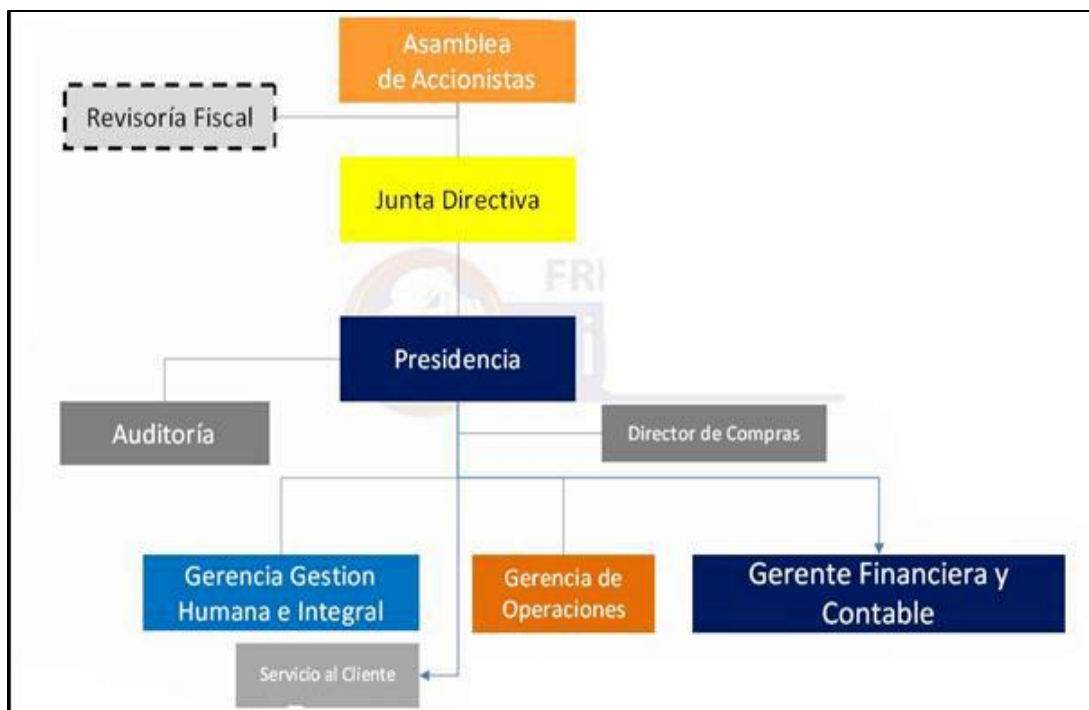 Asamblea
de Accionistas
Revisoría Fiscal
Junta Directiva
FRI
Presidencia
Auditoría
Director de Compras
Gerencia Gestion
Humana e Integral
Gerencia de
Operaciones
Gerente Financiera y
Contable
Servicio al Cliente